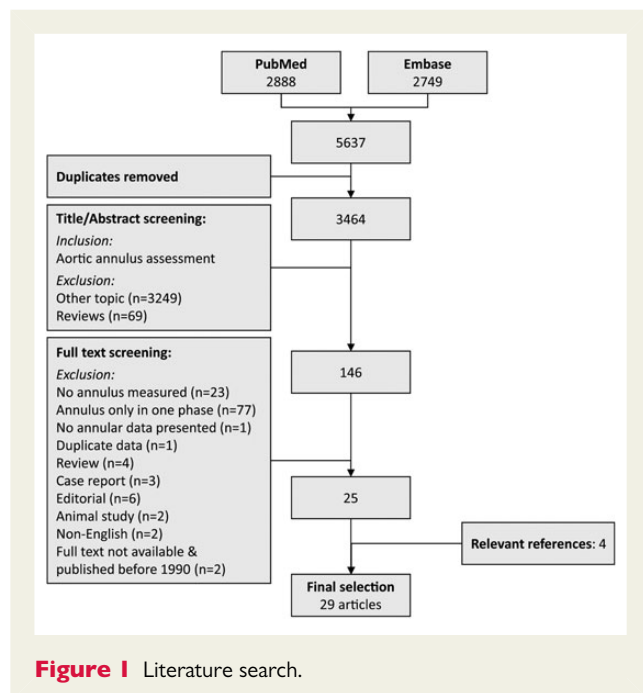 PubMed
2888
Embase
2749
5637
Duplicates removed
3464
Title/Abstract screening:
Inclusion:
Aortic annulus assessment
Exclusion:
Other topic (n=3249)
Reviews (n=69)
146
Full text screening:
Exclusion:
No annulus measured (n=23)
Annulus only in one phase (n=77)
No annular data presented (n=1)
Duplicate data (n=1)
Review (n=4)
Case report (n=3)
Editorial (n=6)
Animal study (n=2)
Non-English (n=2)
Full text not available &
published before 1990 (n=2)
25
Relevant references: 4
Final selection
29 articles
Figure 1 Literature search.